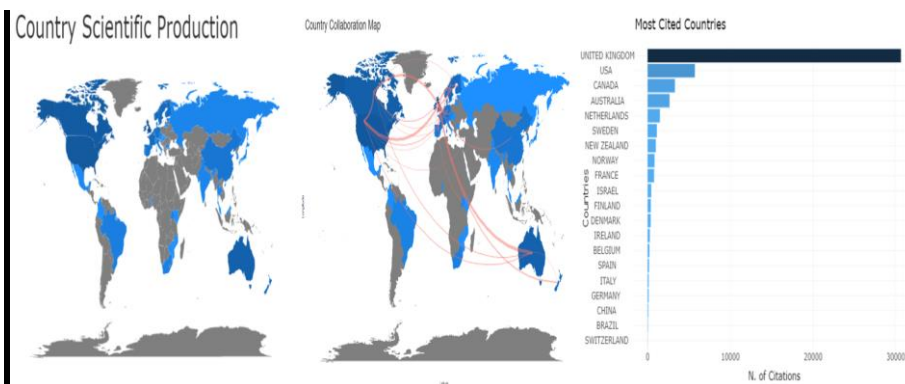 Country Scientific Production
Country Collaboration Map
Most Cited Countries
UNITED KINGDOM
USA
CANADA
AUSTRALIA
NETHERLANDS
SWEDEN
NEW ZEALAND
NORWAY
FRANCE
ISRAEL
FINLAND
DENMARK
IRELAND
BELGIUM
SPAIN
ITALY
GERMANY
CHINA
BRAZIL
SWITZERLAND
Countries
0 10000 20000 30000
N. of Citations